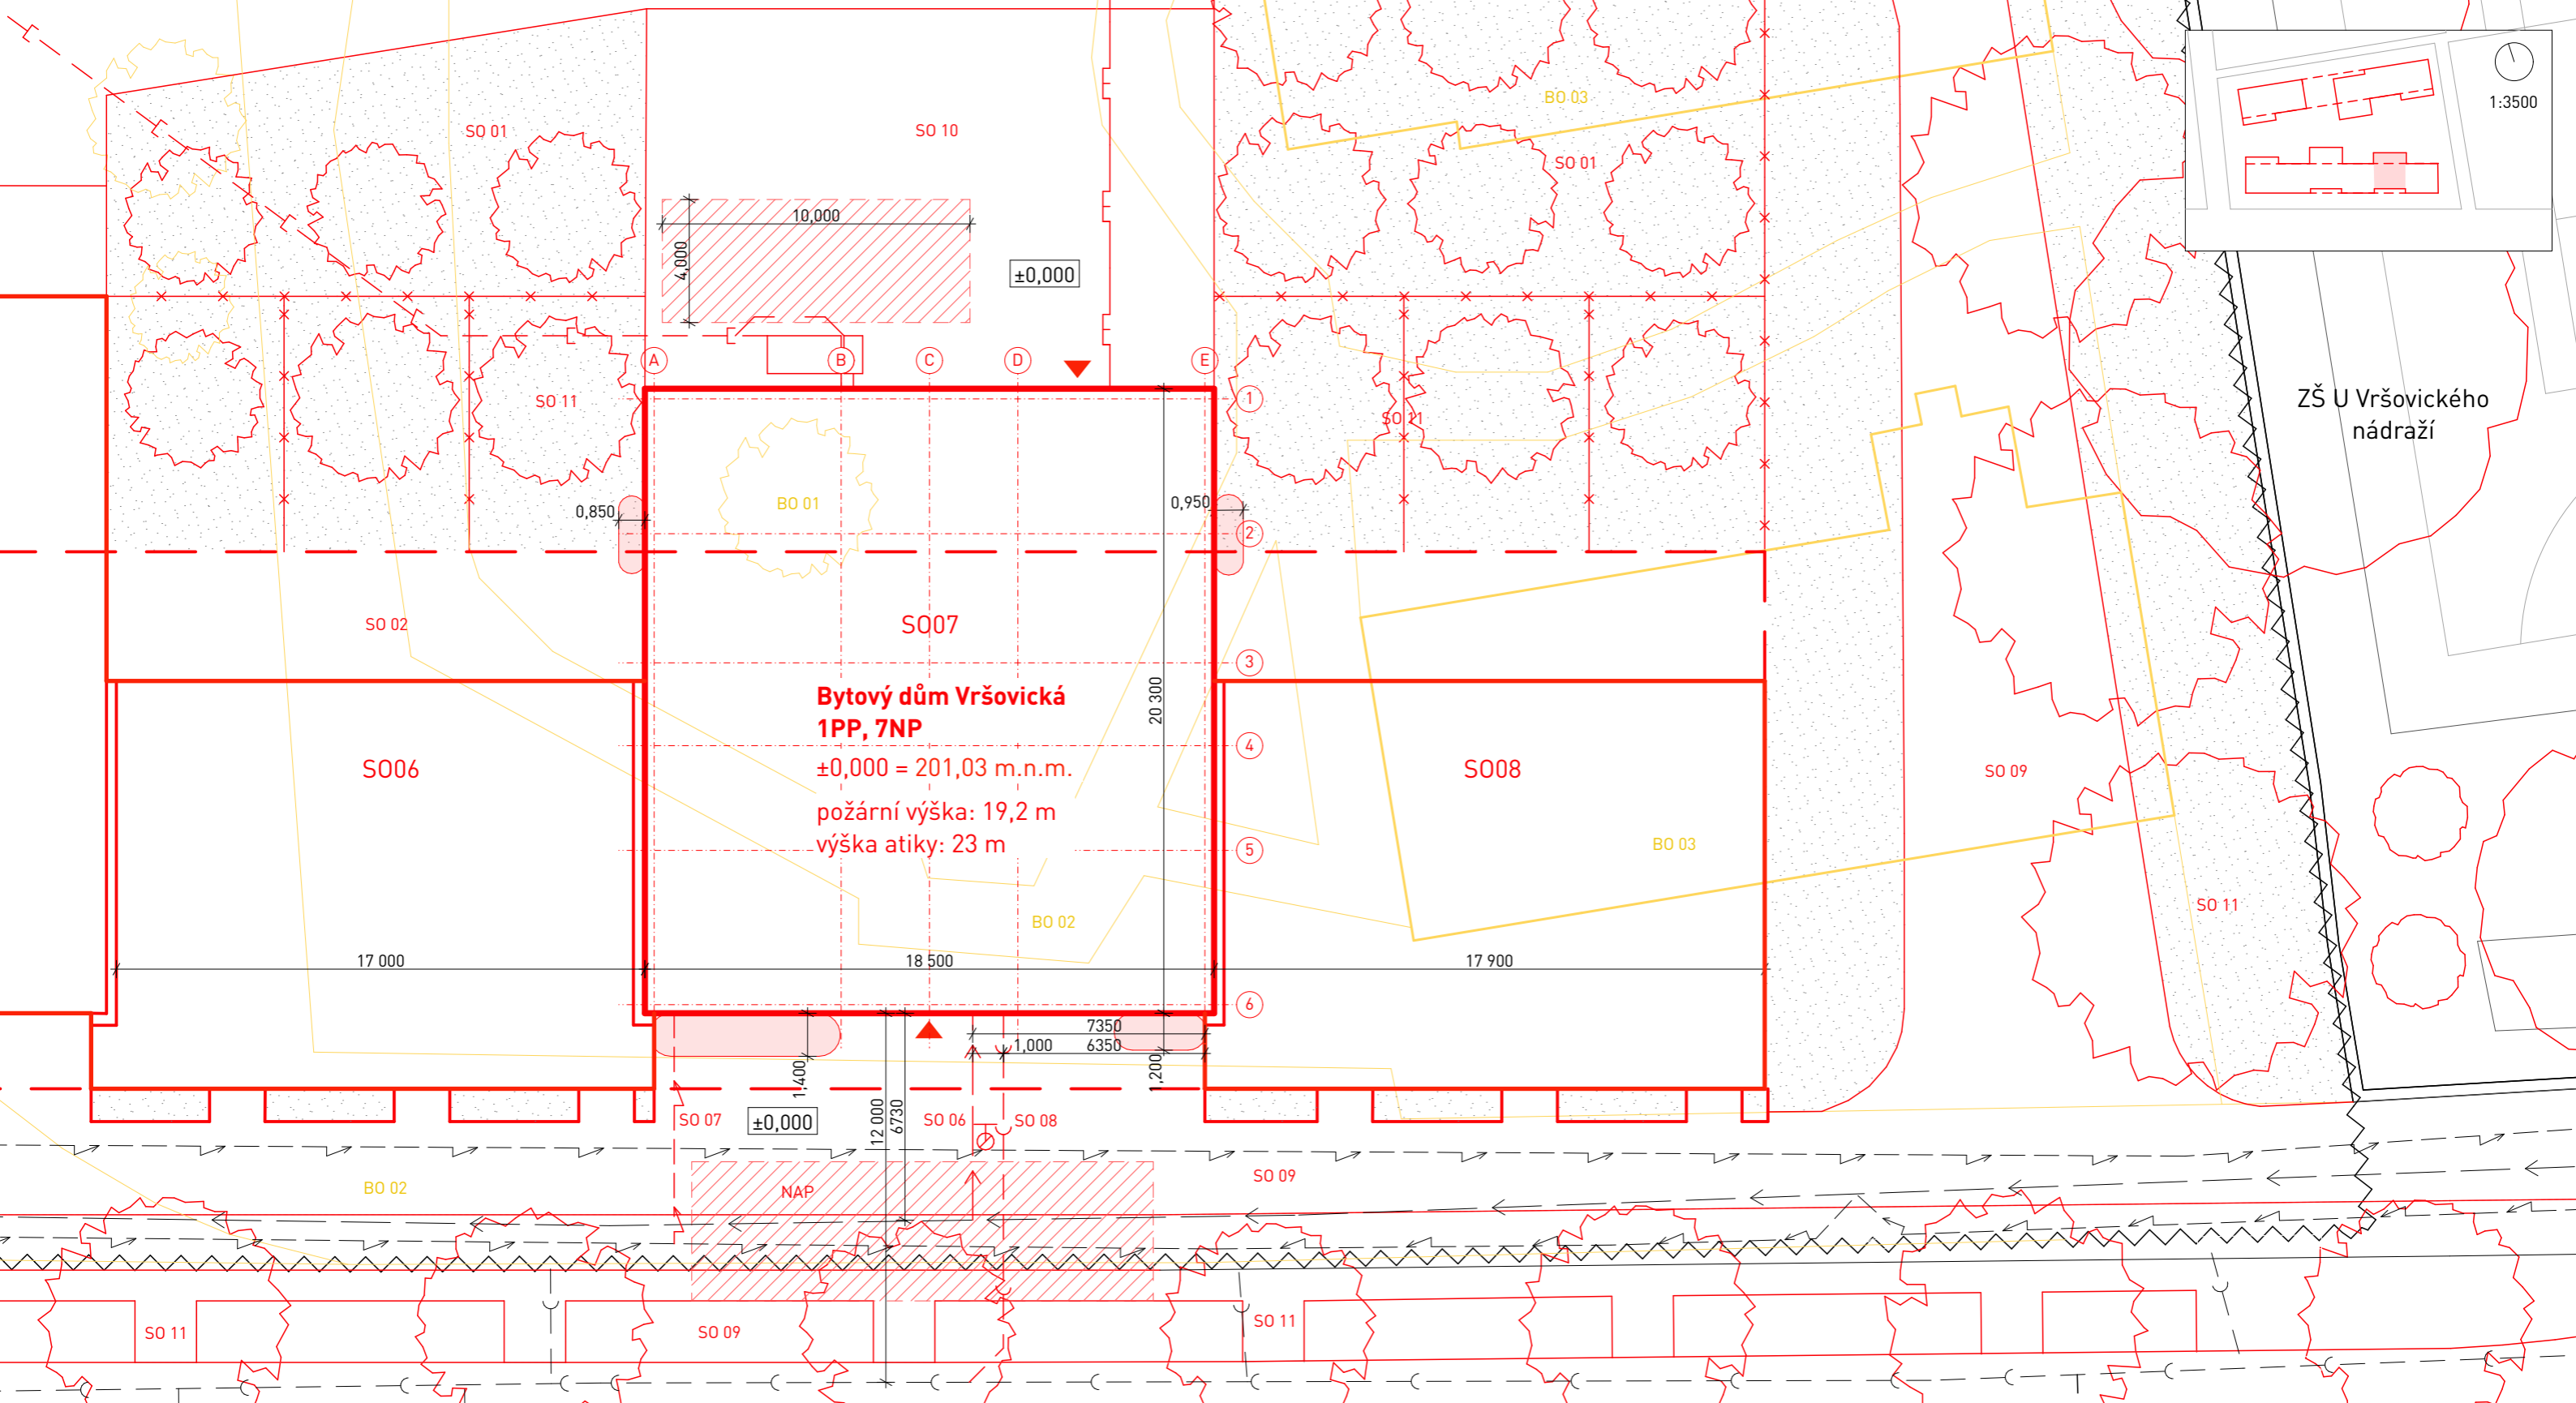 1:3500
BO 03
SO 01
SO 10
SO 01
10,000
4,000
±0,000
A
B
C
D
E
1
ZŠ U Vršovického
nádraží
SO 11
SO 11
BO 01
0,850
0,950
2
SO 02
SO07
3
Bytový dům Vršovická
1PP, 7NP
±0,000 = 201,03 m.n.m.
požární výška: 19,2 m
výška atiky: 23 m
20 300
4
5
SO06
SO08
SO 09
BO 03
SO 11
BO 02
17 000
18 500
17 900
6
7350
1,000
6350
1,400
1,200
12 000
6730
SO 07
±0,000
SO 06
SO 08
BO 02
NAP
SO 09
SO 11
SO 09
SO 11